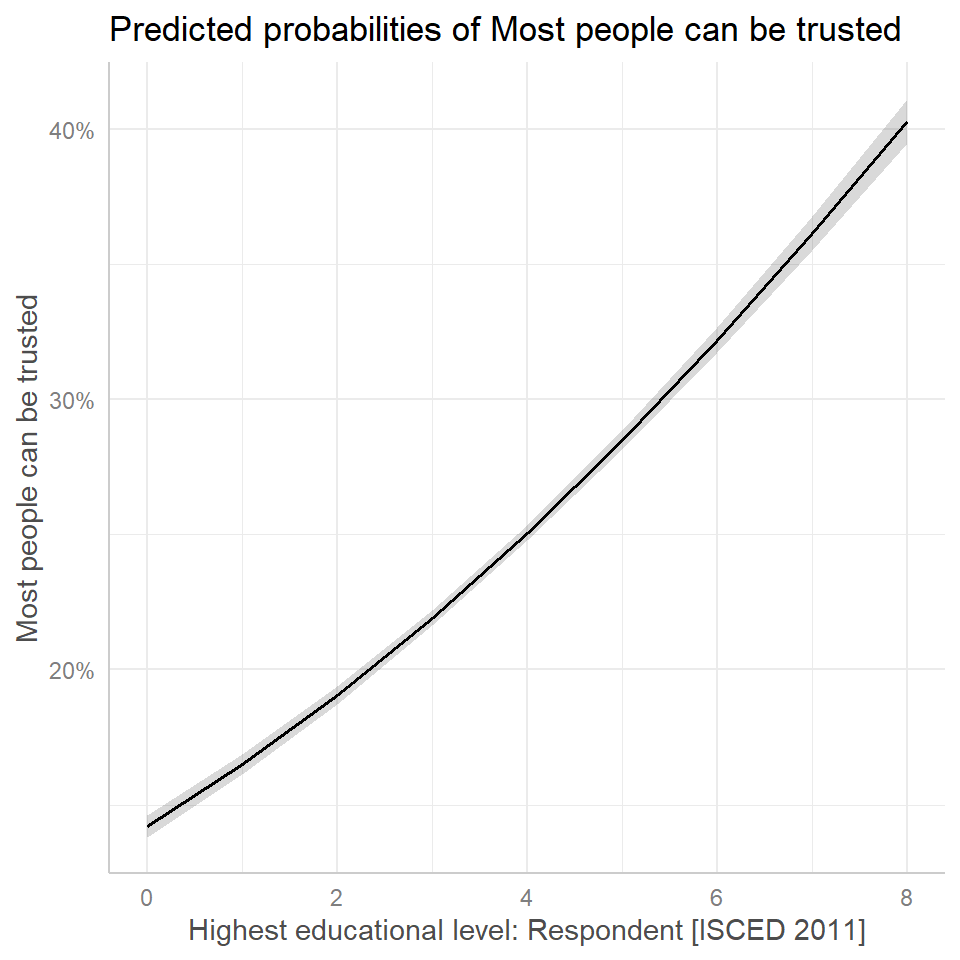 Predicted probabilities of Most people can be trusted
Most people can be trusted
40%
30%
20%
0 2 4 6 8
Highest educational level: Respondent [ISCED 2011]